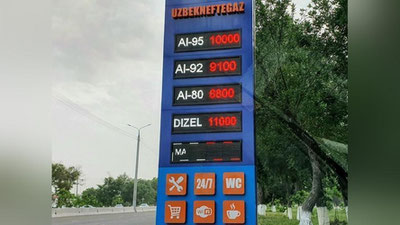 UZBEKNEFTEGAZ
AI-95 10000
AI-92 9100
AI-80 6800
DIZEL 11000
MA
24/7 WC